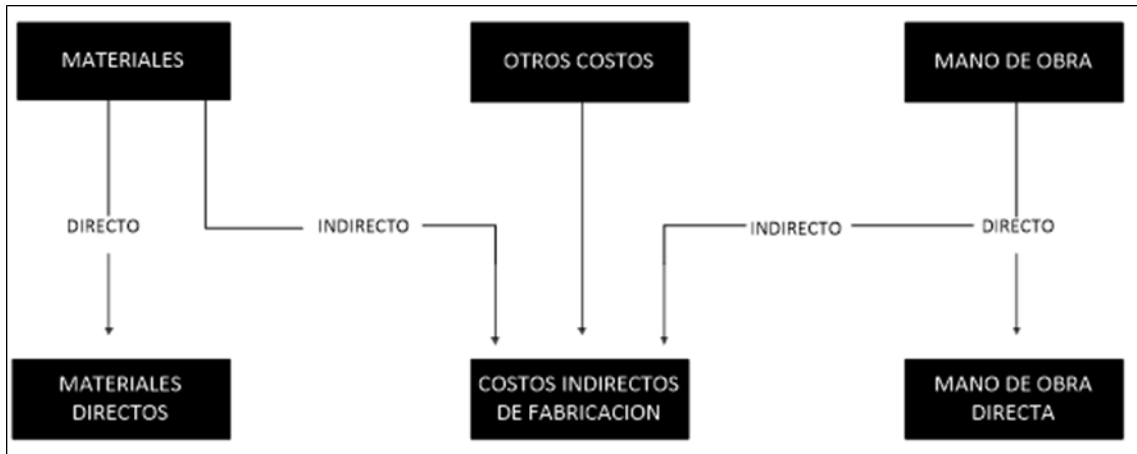 MATERIALES
OTROS COSTOS
MANO DE OBRA
DIRECTO
INDIRECTO
INDIRECTO
DIRECTO
MATERIALES
DIRECTOS
COSTOS INDIRECTOS
DE FABRICACION
MANO DE OBRA
DIRECTA